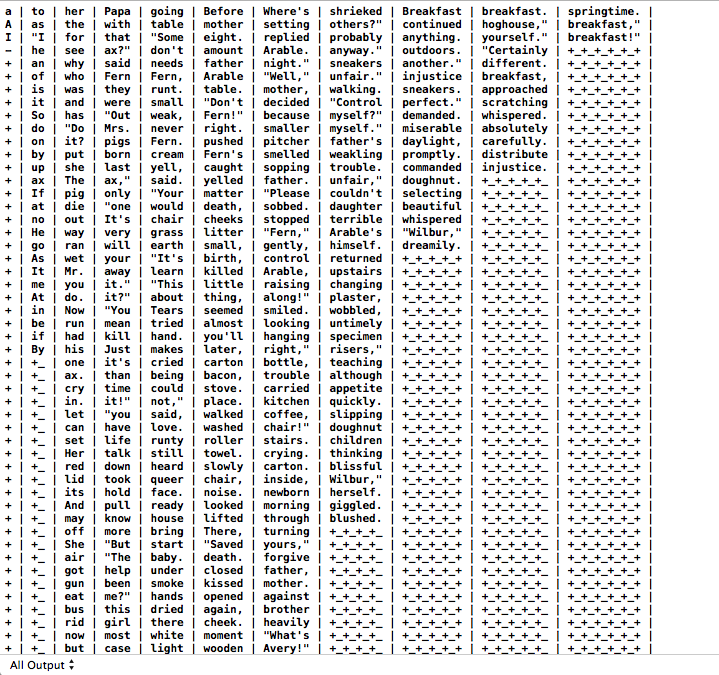 a | to | her | Papa | going | Before | Where's | shrieked | Breakfast | breakfast. | springtime. |
A | as | the | with | table | mother | setting | others?" | continued | hoghouse," | breakfast," |
I | "I | for | that | "Some | eight. | replied | probably | anything. | yourself." | breakfast!" |
- | he | see | ax?" | don't | amount | Arable. | anyway." | outdoors. | "Certainly | +_+_+_+_+_+ |
+ | an | why | said | needs | father | night." | sneakers | another." | different. | +_+_+_+_+_+ |
+ | of | who | Fern | Fern, | Arable | "Well," | unfair." | injustice | breakfast, | +_+_+_+_+_+ |
+ | is | was | they | runt. | table. | mother, | walking. | sneakers. | approached | +_+_+_+_+_+ |
+ | it | and | were | small | "Don't | decided | "Control | perfect." | scratching | +_+_+_+_+_+ |
+ | So | has | "Out | weak, | Fern!" | because | myself?" | demanded. | whispered. | +_+_+_+_+_+ |
+ | do | "Do | Mrs. | never | right. | smaller | myself." | miserable | absolutely | +_+_+_+_+_+ |
+ | on | it? | pigs | Fern. | pushed | pitcher | father's | daylight, | carefully. | +_+_+_+_+_+ |
+ | by | put | born | cream | Fern's | smelled | weakling | promptly. | distribute | +_+_+_+_+_+ |
+ | up | she | last | yell, | caught | sopping | trouble. | commanded | injustice. | +_+_+_+_+_+ |
+ | ax | The | ax," | said. | yelled | father. | unfair," | doughnut. | +_+_+_+_+_ | +_+_+_+_+_+ |
+ | If | pig | only | "Your | matter | "Please | couldn't | selecting | +_+_+_+_+_ | +_+_+_+_+_+ |
+ | at | die | "one | would | death, | sobbed. | daughter | beautiful | +_+_+_+_+_ | +_+_+_+_+_+ |
+ | no | out | It's | chair | cheeks | stopped | terrible | whispered | +_+_+_+_+_ | +_+_+_+_+_+ |
+ | He | way | very | grass | litter | "Fern," | Arable's | "Wilbur," | +_+_+_+_+_ | +_+_+_+_+_+ |
+ | go | ran | will | earth | small, | gently, | himself. | dreamily. | +_+_+_+_+_ | +_+_+_+_+_+ |
+ | As | wet | your | "It's | birth, | control | returned | +_+_+_+_+ | +_+_+_+_+_ | +_+_+_+_+_+ |
+ | It | Mr. | away | learn | killed | Arable, | upstairs | +_+_+_+_+ | +_+_+_+_+_ | +_+_+_+_+_+ |
+ | me | you | it." | "This | little | raising | changing | +_+_+_+_+ | +_+_+_+_+_ | +_+_+_+_+_+ |
+ | At | do. | it?" | about | thing, | along!" | plaster, | +_+_+_+_+ | +_+_+_+_+_ | +_+_+_+_+_+ |
+ | in | Now | "You | Tears | seemed | smiled. | wobbled, | +_+_+_+_+ | +_+_+_+_+_ | +_+_+_+_+_+ |
+ | be | run | mean | tried | almost | looking | untimely | +_+_+_+_+ | +_+_+_+_+_ | +_+_+_+_+_+ |
+ | if | had | kill | hand. | you'll | hanging | specimen | +_+_+_+_+ | +_+_+_+_+_ | +_+_+_+_+_+ |
+ | By | his | Just | makes | later, | right," | risers," | +_+_+_+_+ | +_+_+_+_+_ | +_+_+_+_+_+ |
+ | +_ | one | it's | cried | carton | bottle, | teaching | +_+_+_+_+ | +_+_+_+_+_ | +_+_+_+_+_+ |
+ | +_ | ax. | than | being | bacon, | trouble | although | +_+_+_+_+ | +_+_+_+_+_ | +_+_+_+_+_+ |
+ | +_ | cry | time | could | stove. | carried | appetite | +_+_+_+_+ | +_+_+_+_+_ | +_+_+_+_+_+ |
+ | +_ | in. | it!" | not," | place. | kitchen | quickly. | +_+_+_+_+ | +_+_+_+_+_ | +_+_+_+_+_+ |
+ | +_ | let | "you | said, | walked | coffee, | slipping | +_+_+_+_+ | +_+_+_+_+_ | +_+_+_+_+_+ |
+ | +_ | can | have | love. | washed | chair!" | doughnut | +_+_+_+_+ | +_+_+_+_+_ | +_+_+_+_+_+ |
+ | +_ | set | life | runty | roller | stairs. | children | +_+_+_+_+ | +_+_+_+_+_ | +_+_+_+_+_+ |
+ | +_ | Her | talk | still | towel. | crying. | thinking | +_+_+_+_+ | +_+_+_+_+_ | +_+_+_+_+_+ |
+ | +_ | red | down | heard | slowly | carton. | blissful | +_+_+_+_+ | +_+_+_+_+_ | +_+_+_+_+_+ |
+ | +_ | lid | took | queer | chair, | inside, | Wilbur," | +_+_+_+_+ | +_+_+_+_+_ | +_+_+_+_+_+ |
+ | +_ | its | hold | face. | noise. | newborn | herself. | +_+_+_+_+ | +_+_+_+_+_ | +_+_+_+_+_+ |
+ | +_ | And | pull | ready | looked | morning | giggled. | +_+_+_+_+ | +_+_+_+_+_ | +_+_+_+_+_+ |
+ | +_ | may | know | house | lifted | through | blushed. | +_+_+_+_+ | +_+_+_+_+_ | +_+_+_+_+_+ |
+ | +_ | off | more | bring | There, | turning | +_+_+_+_ | +_+_+_+_+ | +_+_+_+_+_ | +_+_+_+_+_+ |
+ | +_ | She | "But | start | "Saved | yours," | +_+_+_+_ | +_+_+_+_+ | +_+_+_+_+_ | +_+_+_+_+_+ |
+ | +_ | air | "The | baby. | death. | forgive | +_+_+_+_ | +_+_+_+_+ | +_+_+_+_+_ | +_+_+_+_+_+ |
+ | +_ | got | help | under | closed | father, | +_+_+_+_ | +_+_+_+_+ | +_+_+_+_+_ | +_+_+_+_+_+ |
+ | +_ | gun | been | smoke | kissed | mother. | +_+_+_+_ | +_+_+_+_+ | +_+_+_+_+_ | +_+_+_+_+_+ |
+ | +_ | eat | me?" | hands | opened | against | +_+_+_+_ | +_+_+_+_+ | +_+_+_+_+_ | +_+_+_+_+_+ |
+ | +_ | bus | this | dried | again, | brother | +_+_+_+_ | +_+_+_+_+ | +_+_+_+_+_ | +_+_+_+_+_+ |
+ | +_ | rid | girl | there | cheek. | heavily | +_+_+_+_ | +_+_+_+_+ | +_+_+_+_+_ | +_+_+_+_+_+ |
+ | +_ | now | most | white | moment | "What's | +_+_+_+_ | +_+_+_+_+ | +_+_+_+_+_ | +_+_+_+_+_+ |
+ | +_ | but | case | light | wooden | Avery!" | +_+_+_+_ | +_+_+_+_+ | +_+_+_+_+_ | +_+_+_+_+_+ |
All Output